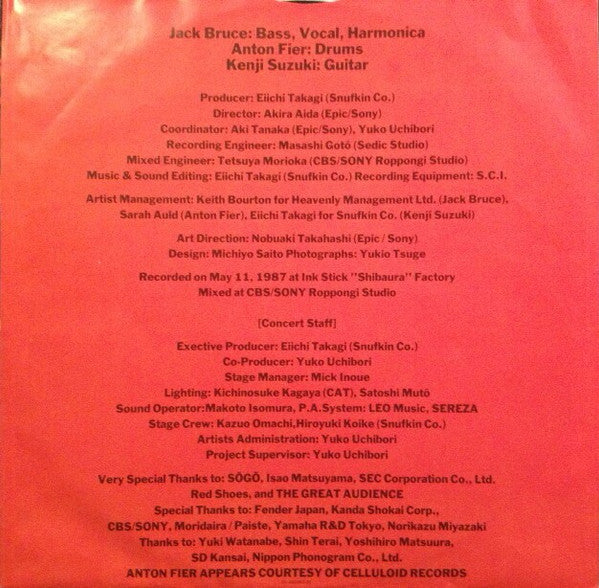 Jack Bruce: Bass, Vocal, Harmonica
Anton Fier: Drums
Kenji Suzuki: Guitar
Producer: Eiichi Takagi (Snufkin Co.)
Director: Akira Aida (Epic/Sony)
Coordinator: Aki Tanaka (Epic/Sony), Yuko Uchibori
Recording Engineer: Masashi Gotō (Sedic Studio)
Mixed Engineer: Tetsuya Morioka (CBS/SONY Roppongi Studio)
Music & Sound Editing: Eiichi Takagi (Snufkin Co.) Recording Equipment: S.C.I.
Artist Management: Keith Bourton for Heavenly Management Ltd. (Jack Bruce),
Sarah Auld (Anton Fier), Eiichi Takagi for Snufkin Co. (Kenji Suzuki)
Art Direction: Nobuaki Takahashi (Epic / Sony)
Design: Michiyo Saito Photographs: Yukio Tsuge
Recorded on May 11, 1987 at Ink Stick "Shibaura" Factory
Mixed at CBS/SONY Roppongi Studio
[Concert Staff]
Exective Producer: Eiichi Takagi (Snufkin Co.)
Co-Producer: Yuko Uchibori
Stage Manager: Mick Inoue
Lighting: Kichinosuke Kagaya (CAT), Satoshi Mutō
Sound Operator:Makoto Isomura, P.A.System: LEO Music, SEREZA
Stage Crew: Kazuo Omachi,Hiroyuki Koike (Snufkin Co.)
Artists Administration: Yuko Uchibori
Project Supervisor: Yuko Uchibori
Very Special Thanks to: SŌGŌ, Isao Matsuyama, SEC Corporation Co., Ltd.
Red Shoes, and THE GREAT AUDIENCE
Special Thanks to: Fender Japan, Kanda Shokai Corp.,
CBS/SONY, Moridaira / Paiste, Yamaha R&D Tokyo, Norikazu Miyazaki
Thanks to: Yuki Watanabe, Shin Terai, Yoshihiro Matsuura,
SD Kansai, Nippon Phonogram Co., Ltd.
ANTON FIER APPEARS COURTESY OF CELLULOID RECORDS